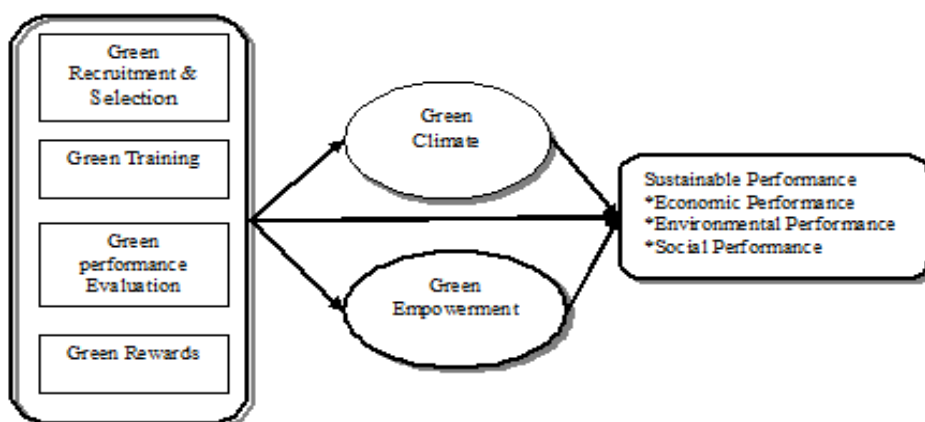 Green
Recruitment &
Selection
Green Training
Green
performance
Evaluation
Green Rewards
Green
Climate
Green
Empowerment
Sustainable Performance
*Economic Performance
*Environmental Performance
*Social Performance